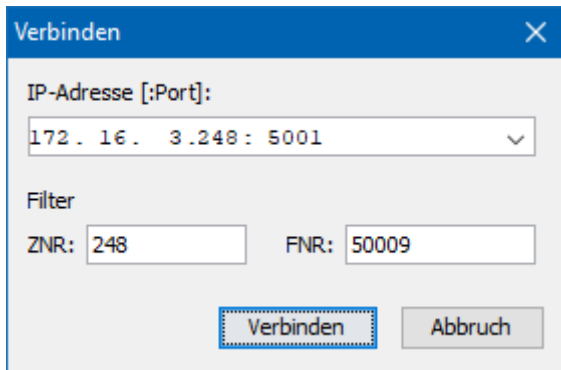 Verbinden
IP-Adresse [:Port]:
172. 16.  3.248: 5001
Filter
ZNR: 248 FNR: 50009
Verbinden Abbruch